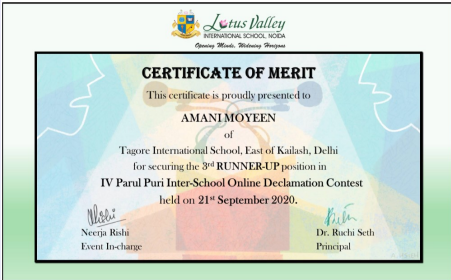 Lotus Valley
INTERNATIONAL SCHOOL, NOIDA
Opening Minds, Widening Horizons
CERTIFICATE OF MERIT
This certificate is proudly presented to
AMANI MOYEEN
of
Tagore International School, East of Kailash, Delhi
for securing the 3rd RUNNER-UP position in
IV Parul Puri Inter-School Online Declamation Contest
held on 21st September 2020.
Neerja Rishi Dr. Ruchi Seth
Event In-charge Principal